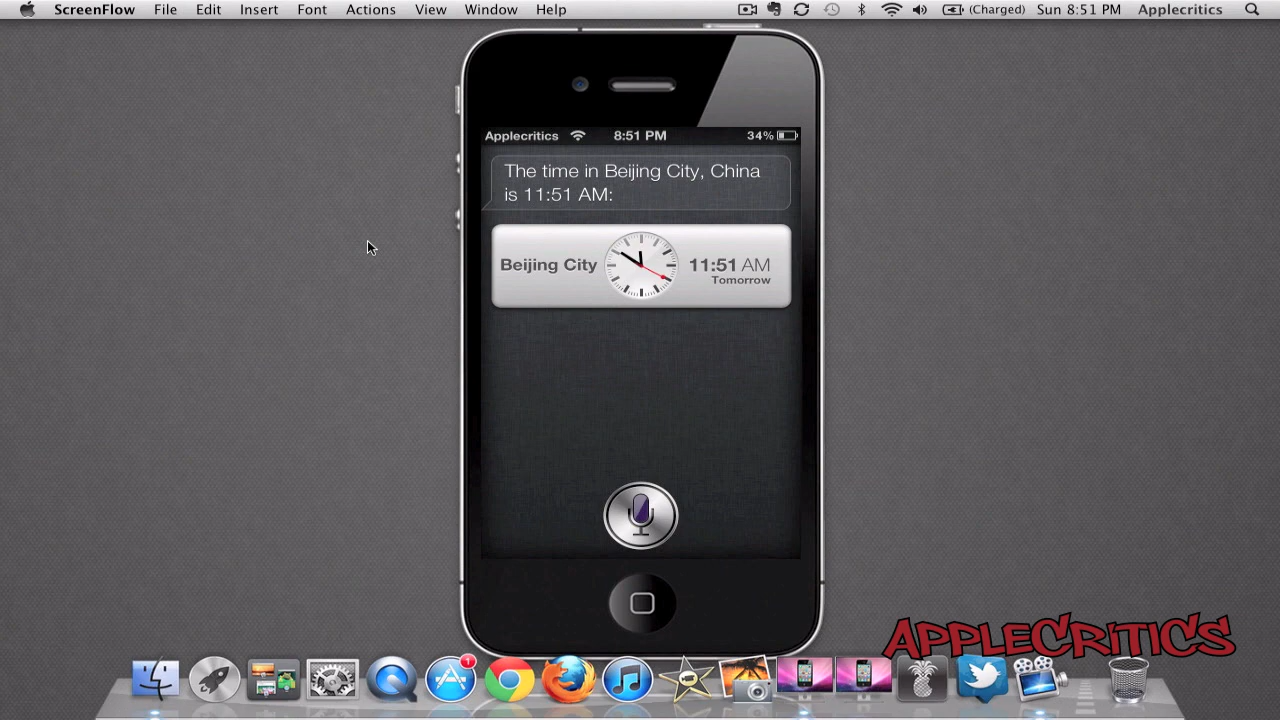 ScreenFlow File Edit Insert Font Actions View Window Help (Charged) Sun 8:51 PM Applecritics
Applecritics 8:51 PM 34%
The time in Beijing City, China
is 11:51 AM:
Beijing City 11:51 AM
Tomorrow
APPLECRITICS
1